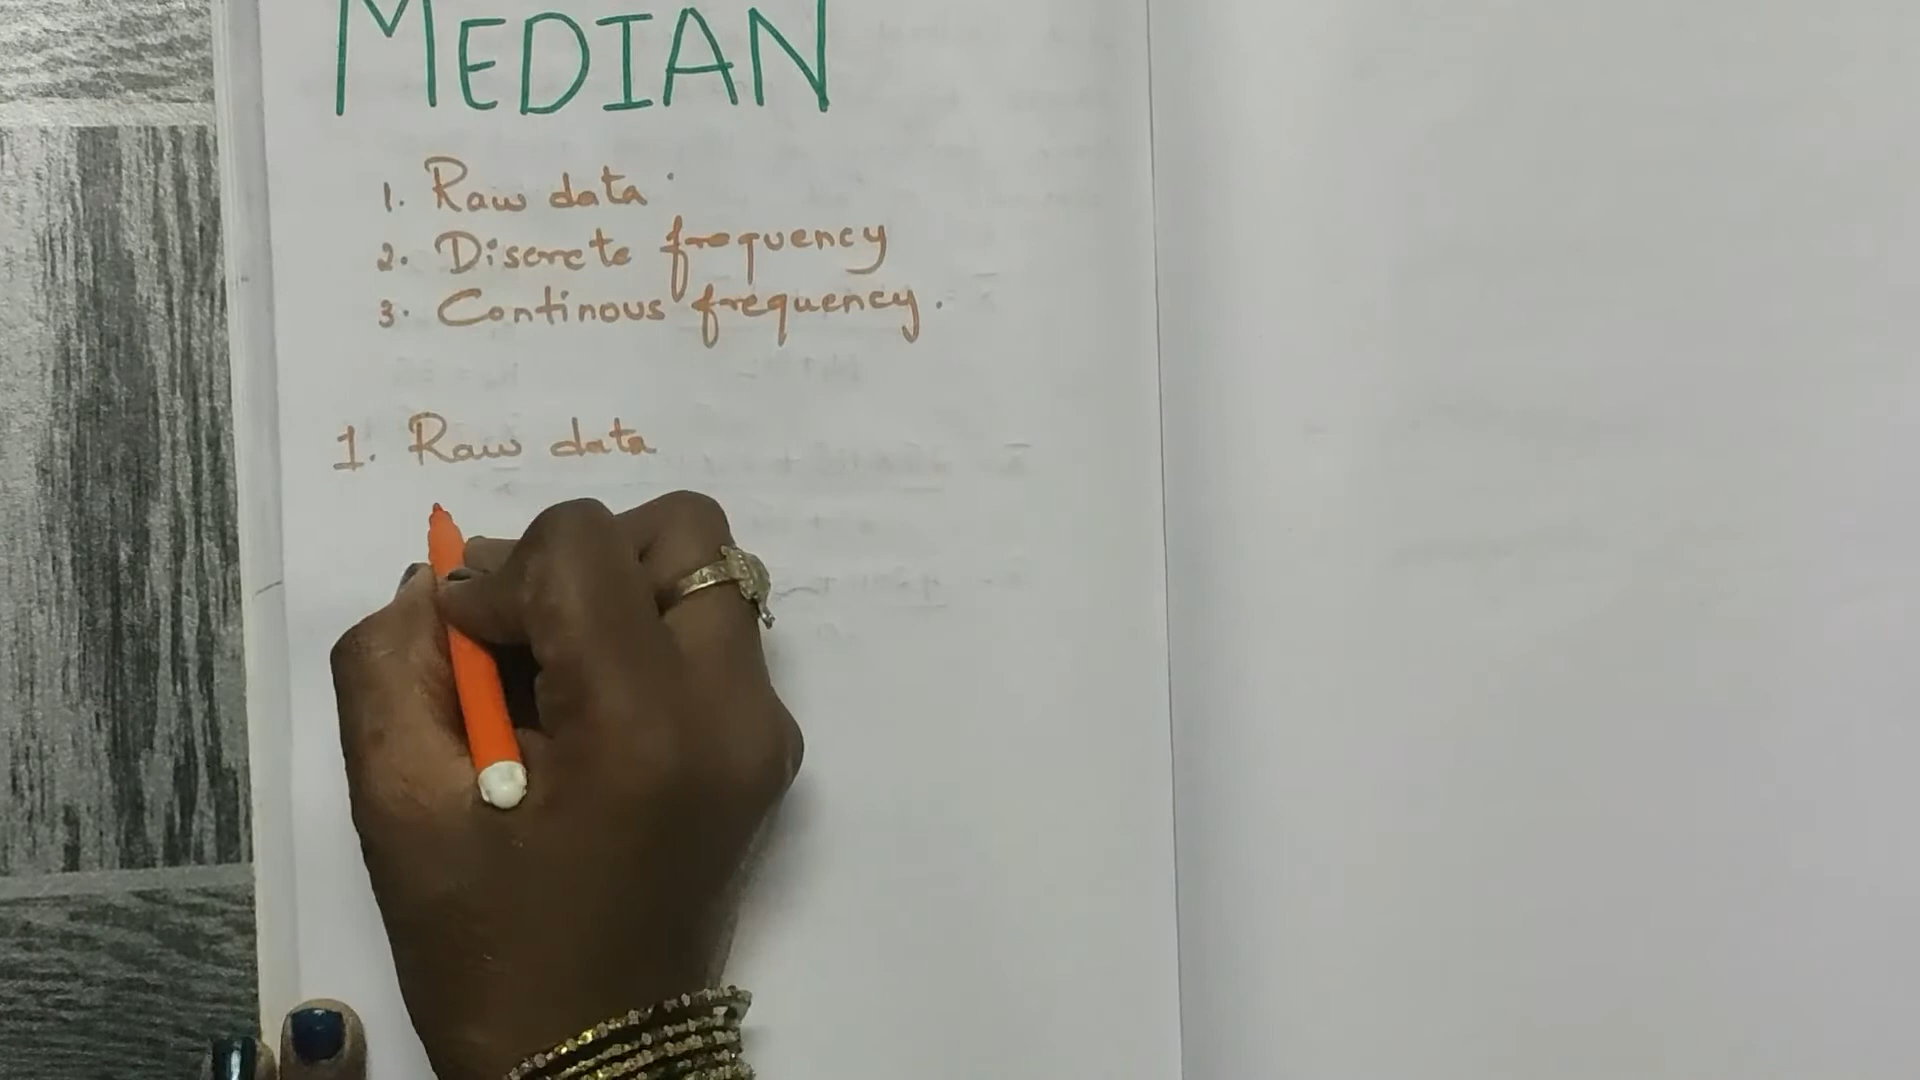 MEDIAN
1. Raw data
2. Discrete frequency
3. Continous frequency.
1. Raw data